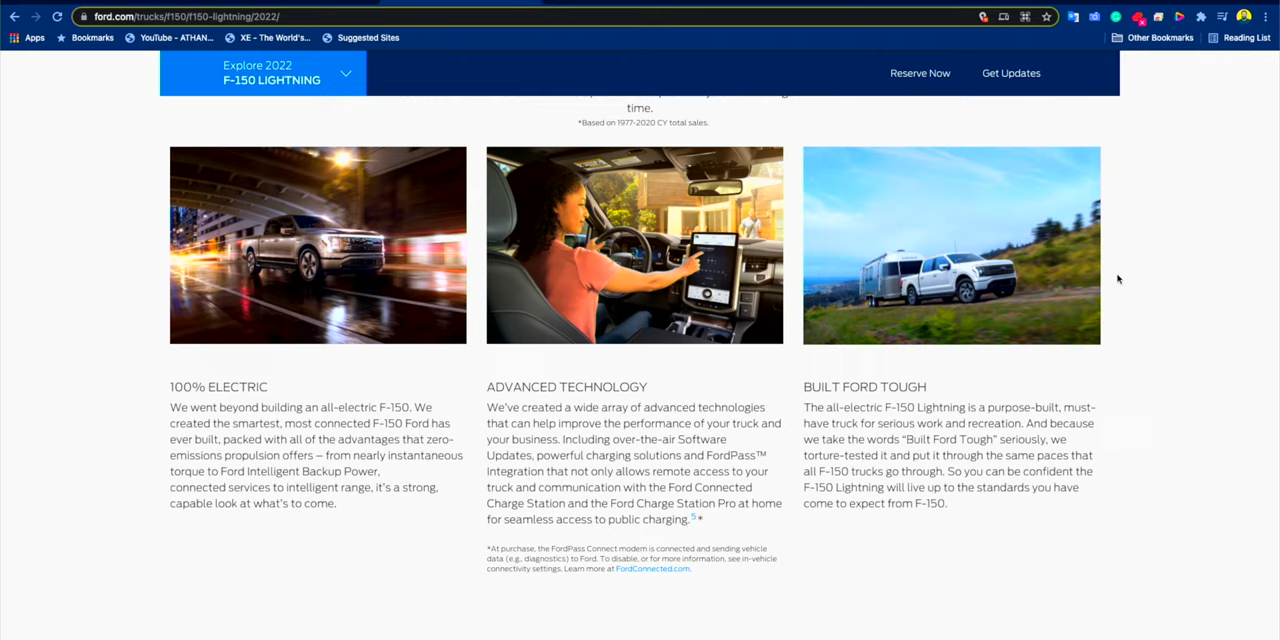 ford.com/trucks/f150/f150-lightning/2022/
Apps
Bookmarks
YouTube - ATHAN...
XE - The World's...
Suggested Sites
Other Bookmarks
Reading List
Explore 2022
F-150 LIGHTNING
Reserve Now
Get Updates
time.
*Based on 1977-2020 CY total sales.
100% ELECTRIC
We went beyond building an all-electric F-150. We
created the smartest, most connected F-150 Ford has
ever built, packed with all of the advantages that zero-
emissions propulsion offers – from nearly instantaneous
torque to Ford Intelligent Backup Power,
connected services to intelligent range, it's a strong,
capable look at what's to come.
ADVANCED TECHNOLOGY
We've created a wide array of advanced technologies
that can help improve the performance of your truck and
your business. Including over-the-air Software
Updates, powerful charging solutions and FordPass™
Integration that not only allows remote access to your
truck and communication with the Ford Connected
Charge Station and the Ford Charge Station Pro at home
for seamless access to public charging.5*
*At purchase, the FordPass Connect modem is connected and sending vehicle
data (e.g., diagnostics) to Ford. To disable, or for more information, see in-vehicle
connectivity settings. Learn more at FordConnected.com.
BUILT FORD TOUGH
The all-electric F-150 Lightning is a purpose-built, must-
have truck for serious work and recreation. And because
we take the words “Built Ford Tough” seriously, we
torture-tested it and put it through the same paces that
all F-150 trucks go through. So you can be confident the
F-150 Lightning will live up to the standards you have
come to expect from F-150.